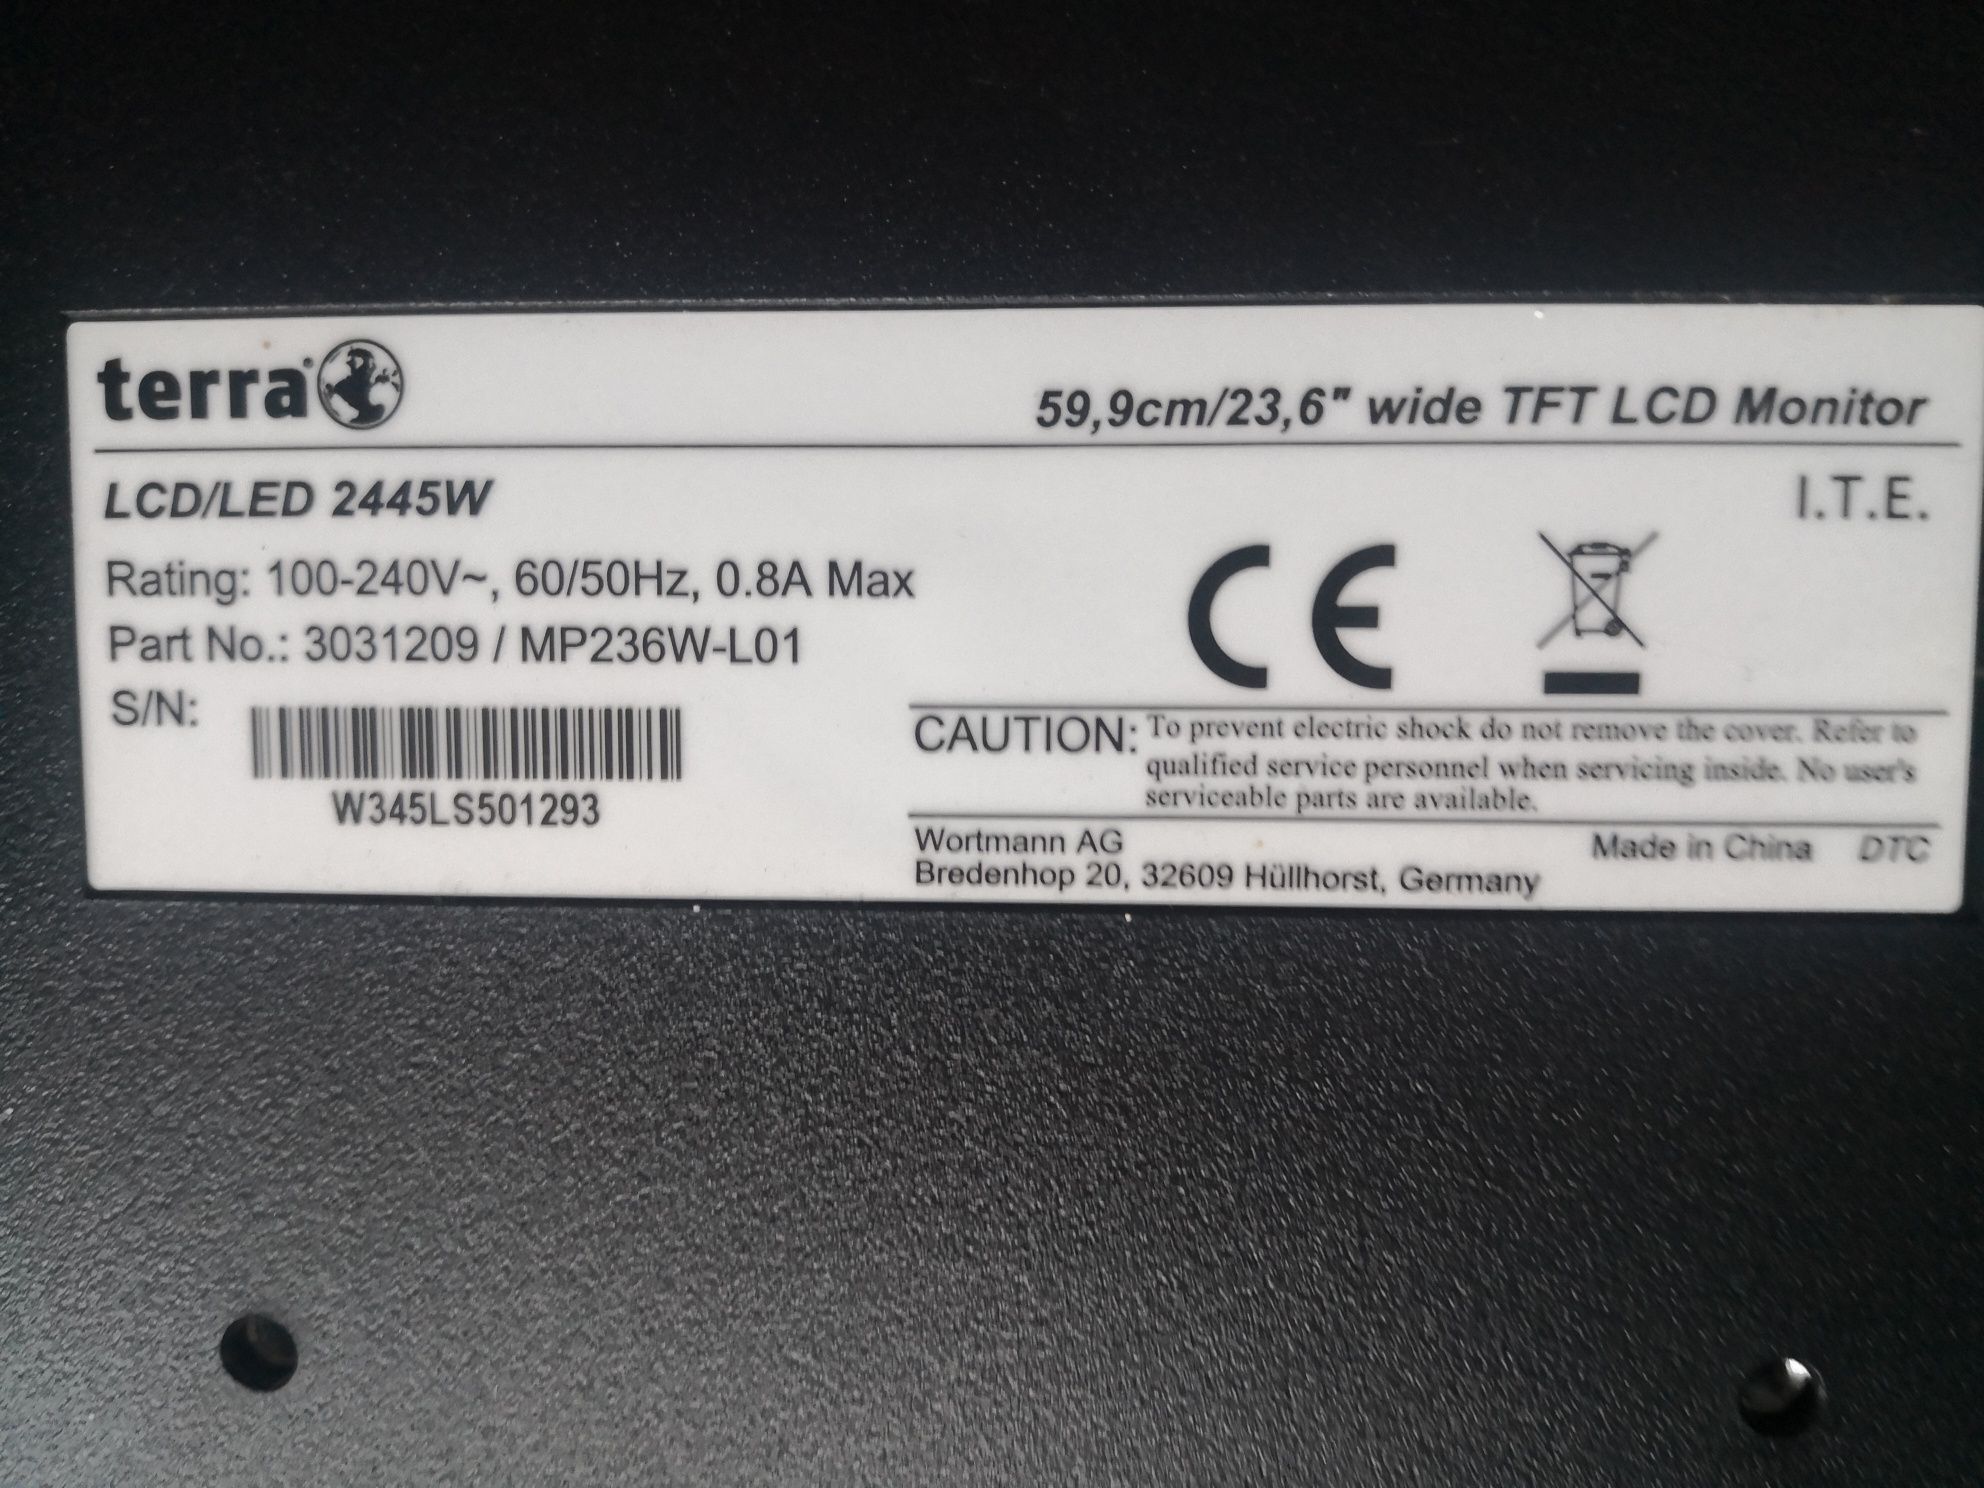 terra
59,9cm/23,6" wide TFT LCD Monitor
LCD/LED 2445W
I.T.E.
Rating: 100-240V~, 60/50Hz, 0.8A Max
Part No.: 3031209 / MP236W-L01
S/N:
W345LS501293
CE
CAUTION: To prevent electric shock do not remove the cover. Refer to
qualified service personnel when servicing inside. No user's
serviceable parts are available.
Wortmann AG
Bredenhop 20, 32609 Hüllhorst, Germany
Made in China DTC